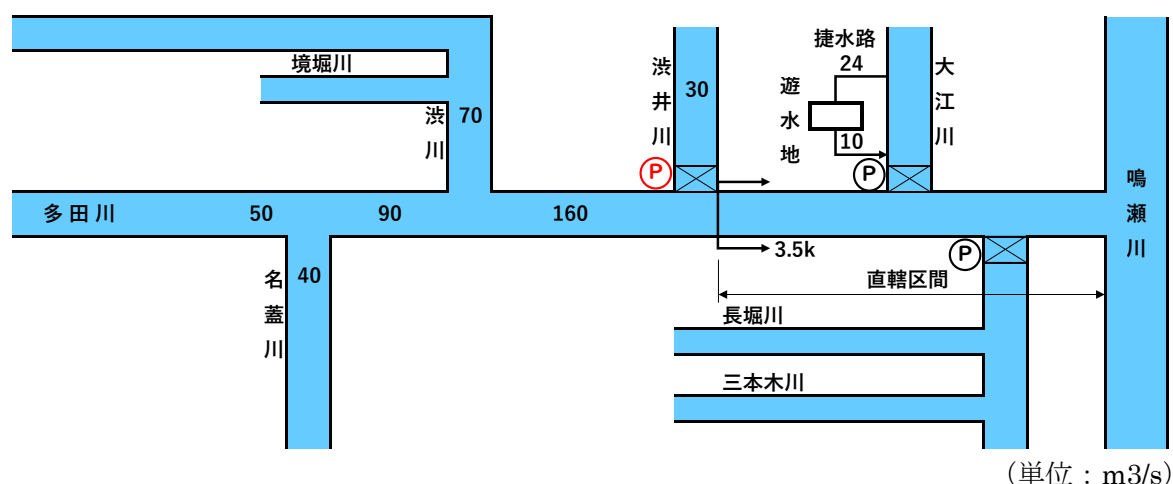 捷水路
24
境堀川
渋井川
30
遊水地
大江川
70
渋川
10
P
P
鳴瀬川
多田川
50
90
160
P
3.5k
名蓋川
40
直轄区間
長堀川
三本木川
(単位:m3/s)